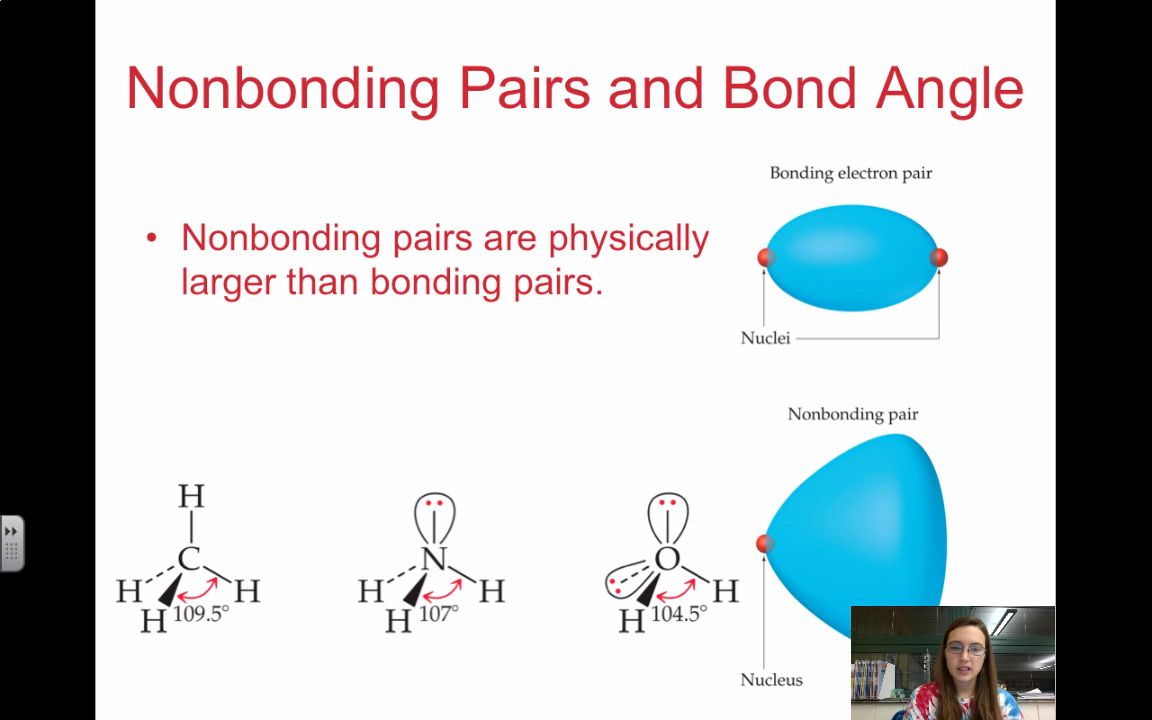 Nonbonding Pairs and Bond Angle
Bonding electron pair
• Nonbonding pairs are physically
larger than bonding pairs.
Nuclei
Nonbonding pair
H
C
H
H
H
109.5°
N
H
H
H
107°
O
H
H
104.5°
Nucleus